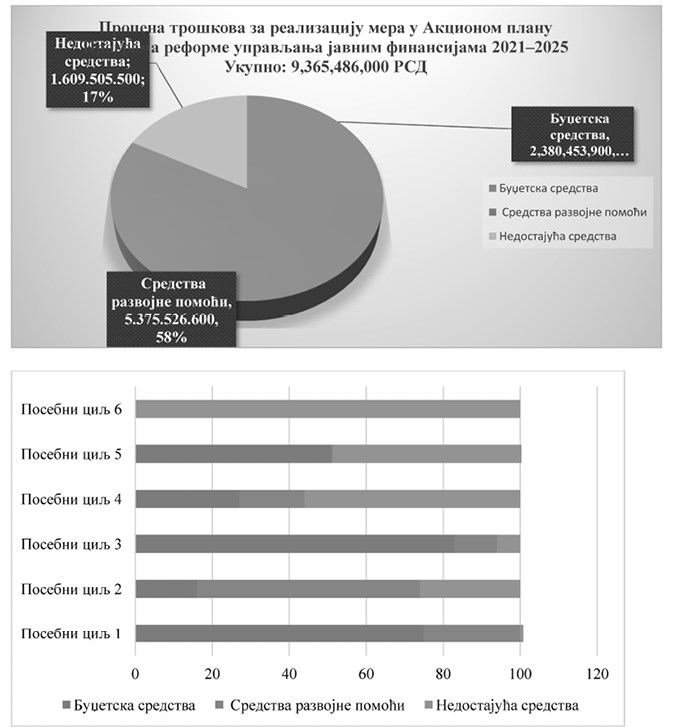 Процена трошкова за реализацију мера у Акционом плану
а реформе управљања јавним финансијама 2021–2025
Укупно: 9,365,486,000 РСД
Недостајућа
средства;
1.609.505.500;
17%
Буџетска
средства,
2,380,453,900,...
Буџетска средства
Средства развојне помоћи
Недостајућа средства
Средства
развојне помоћи,
5.375.526.600,
58%
Посебни циљ 6
Посебни циљ 5
Посебни циљ 4
Посебни циљ 3
Посебни циљ 2
Посебни циљ 1
0 20 40 60 80 100 120
Буџетска средства Средства развојне помоћи Недостајућа средства